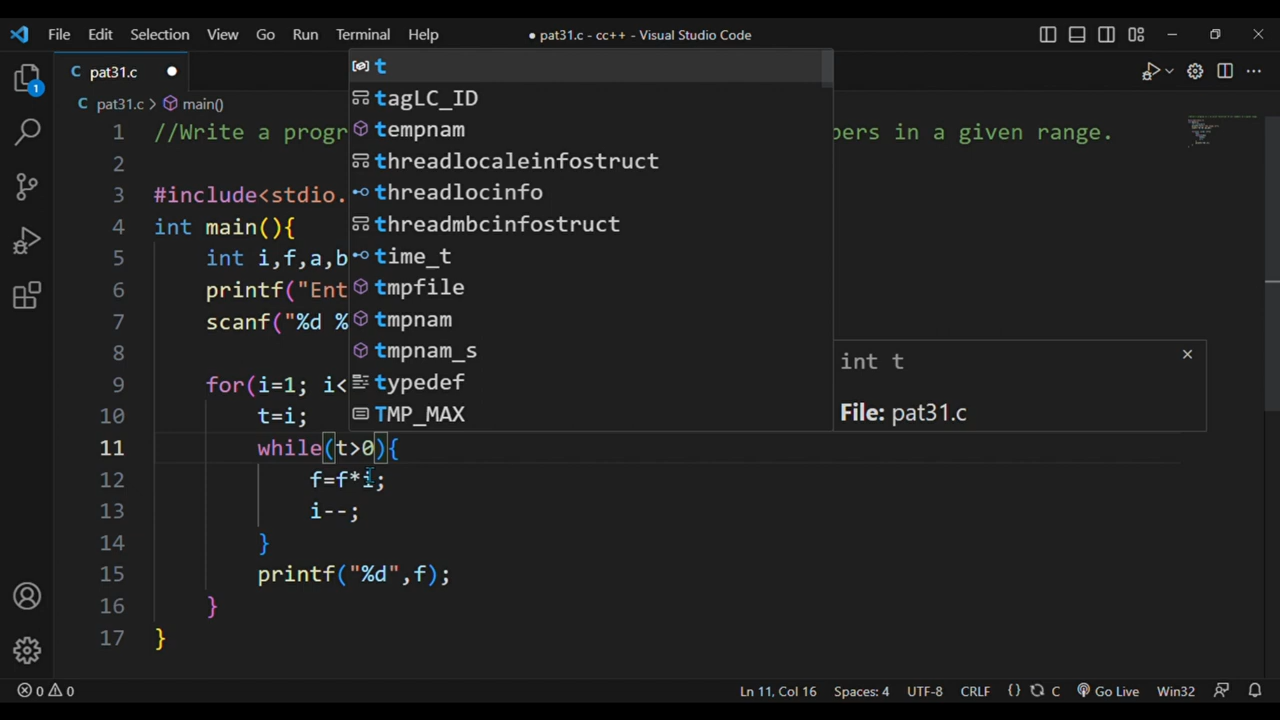 File Edit Selection View Go Run Terminal Help ● pat31.c - cc++ - Visual Studio Code
C pat31.c ●
C pat31.c > main()
1 //Write a progr bers in a given range.
2
3 #include<stdio.
4 int main(){
5 int i,f,a,b
6 printf("Ent
7 scanf("%d %
8
9 for(i=1; i<
10 t=i;
11 while(t>0){
12 f=f*i;
13 i--;
14 }
15 printf("%d",f);
16 }
17 }
t
tagLC_ID
tempnam
threadlocaleinfostruct
threadlocinfo
threadmbcinfostruct
time_t
tmpfile
tmpnam
tmpnam_s
typedef
TMP_MAX
int t
File: pat31.c
1
0 0 Ln 11, Col 16 Spaces: 4 UTF-8 CRLF {} C Go Live Win32